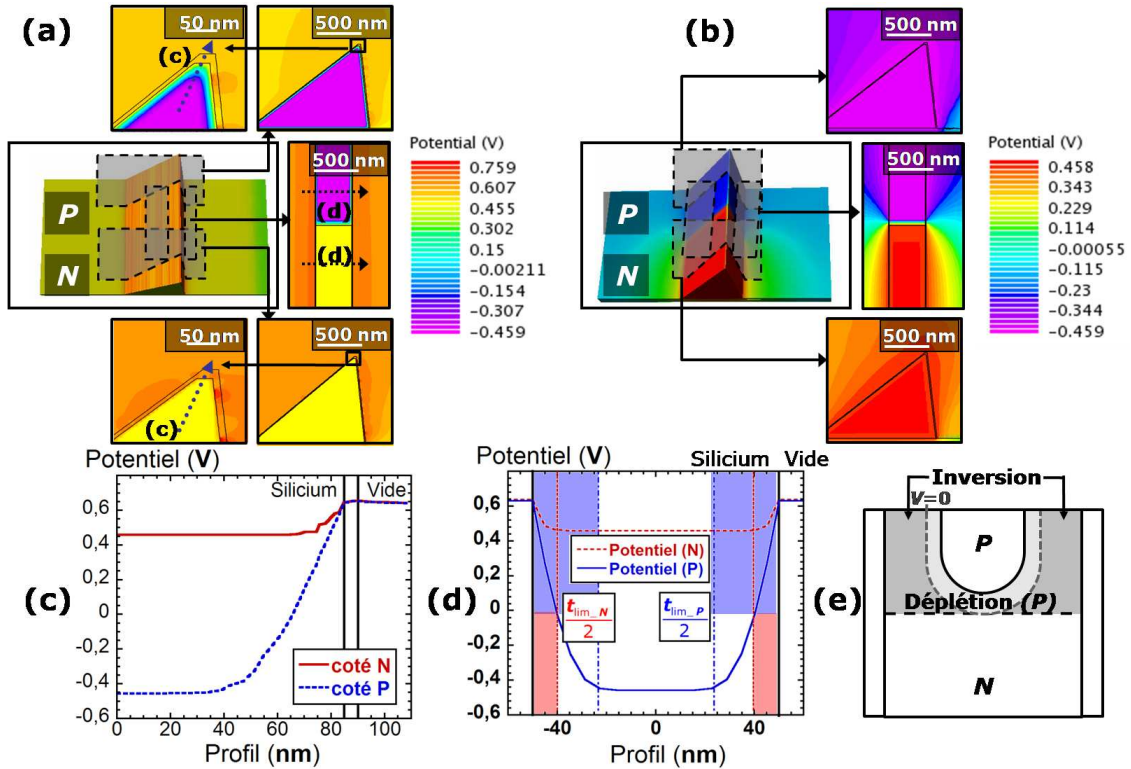 (a)
50 nm
500 nm
(c)
(b)
500 nm
P
N
500 nm
(d)
(d)
Potential (V)
0.759
0.607
0.455
0.302
0.15
−0.00211
−0.154
−0.307
−0.459
P
N
500 nm
Potential (V)
0.458
0.343
0.229
0.114
−0.00055
−0.115
−0.23
−0.344
−0.459
50 nm
500 nm
(c)
500 nm
Potentiel (V)
Silicium
Vide
0,6
0,4
0,2
0
-0,2
-0,4
-0,6
(c)
coté N
coté P
0 20 40 60 80 100
Profil (nm)
Potentiel (V)
Silicium
Vide
0,6
0,4
0,2
0
-0,2
-0,4
-0,6
(d)
Potentiel (N)
Potentiel (P)
tlim_N
2
tlim_P
2
-40 0 40
Profil (nm)
Inversion
V=0
P
(e)
Déplétion (P)
N